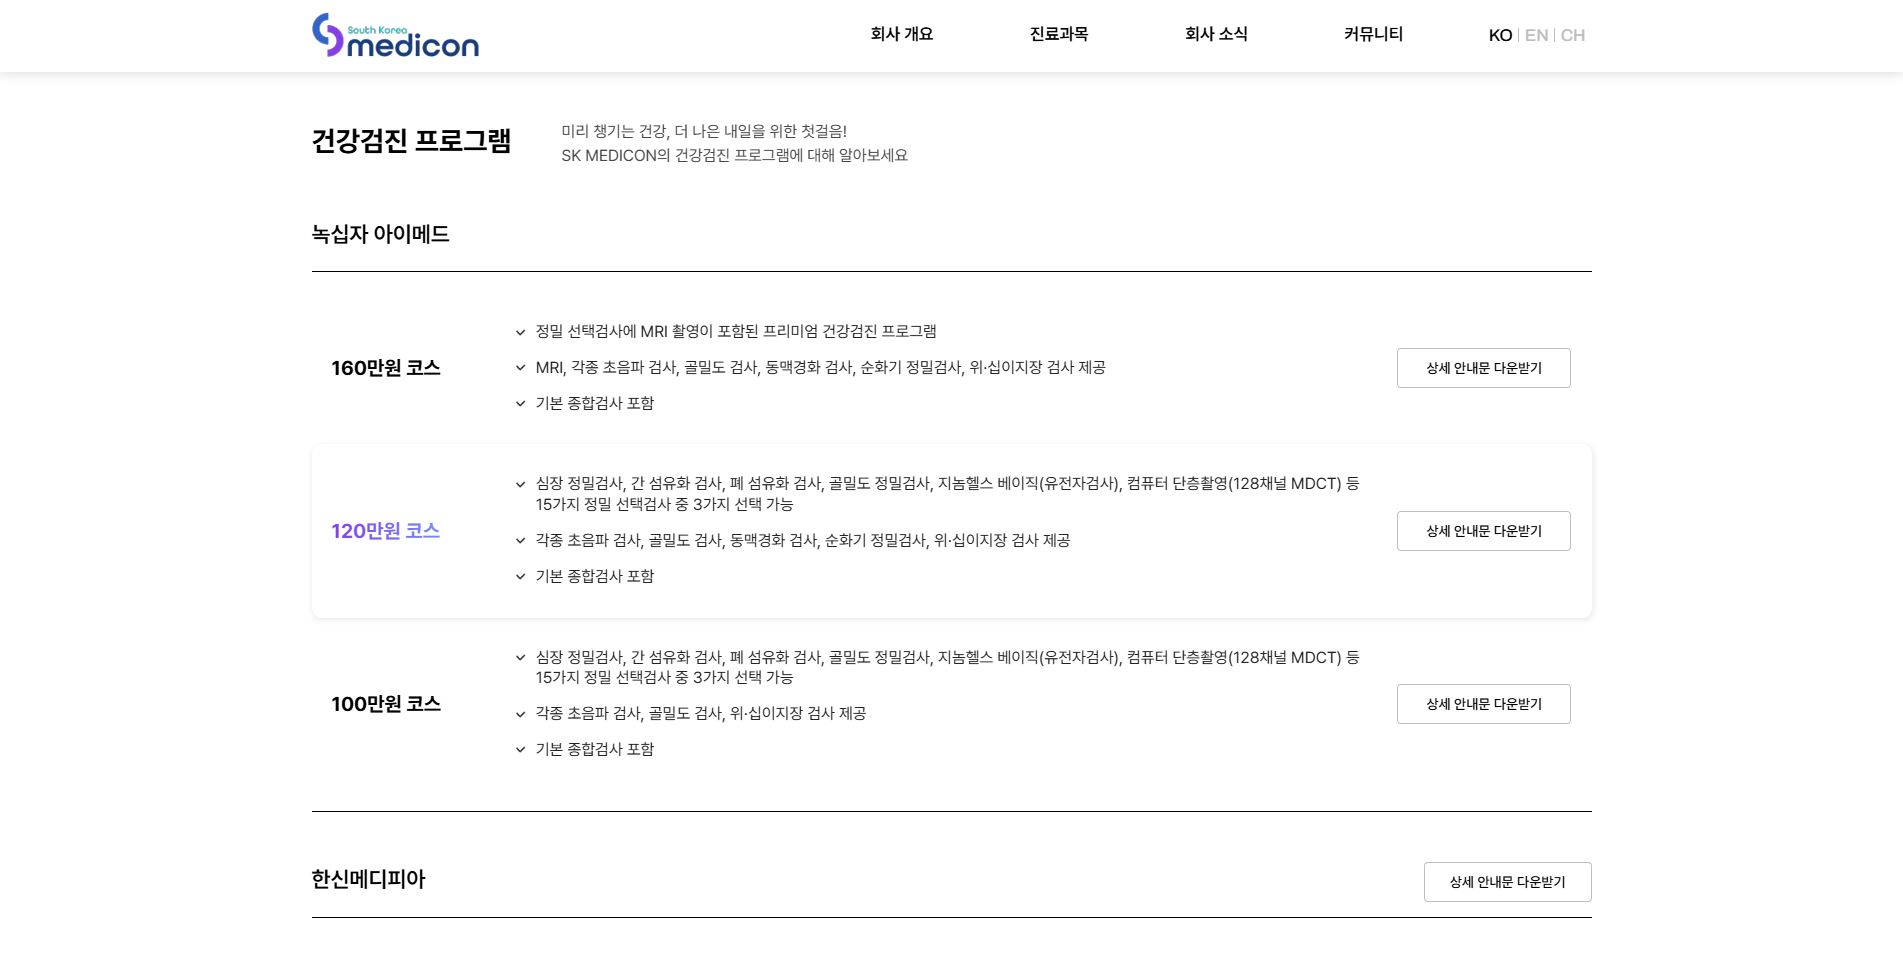 South Korea
medicon
회사 개요
진료과목
회사 소식
커뮤니티
KO | EN | CH
건강검진 프로그램
미리 챙기는 건강, 더 나은 내일을 위한 첫걸음!
SK MEDICON의 건강검진 프로그램에 대해 알아보세요
녹십자 아이메드
160만원 코스
정밀 선택검사에 MRI 촬영이 포함된 프리미엄 건강검진 프로그램
MRI, 각종 초음파 검사, 골밀도 검사, 동맥경화 검사, 순화기 정밀검사, 위·십이지장 검사 제공
기본 종합검사 포함
상세 안내문 다운받기
120만원 코스
심장 정밀검사, 간 섬유화 검사, 폐 섬유화 검사, 골밀도 정밀검사, 지놈헬스 베이직(유전자검사), 컴퓨터 단층촬영(128채널 MDCT) 등
15가지 정밀 선택검사 중 3가지 선택 가능
각종 초음파 검사, 골밀도 검사, 동맥경화 검사, 순화기 정밀검사, 위·십이지장 검사 제공
기본 종합검사 포함
상세 안내문 다운받기
100만원 코스
심장 정밀검사, 간 섬유화 검사, 폐 섬유화 검사, 골밀도 정밀검사, 지놈헬스 베이직(유전자검사), 컴퓨터 단층촬영(128채널 MDCT) 등
15가지 정밀 선택검사 중 3가지 선택 가능
각종 초음파 검사, 골밀도 검사, 위·십이지장 검사 제공
기본 종합검사 포함
상세 안내문 다운받기
한신메디피아
상세 안내문 다운받기